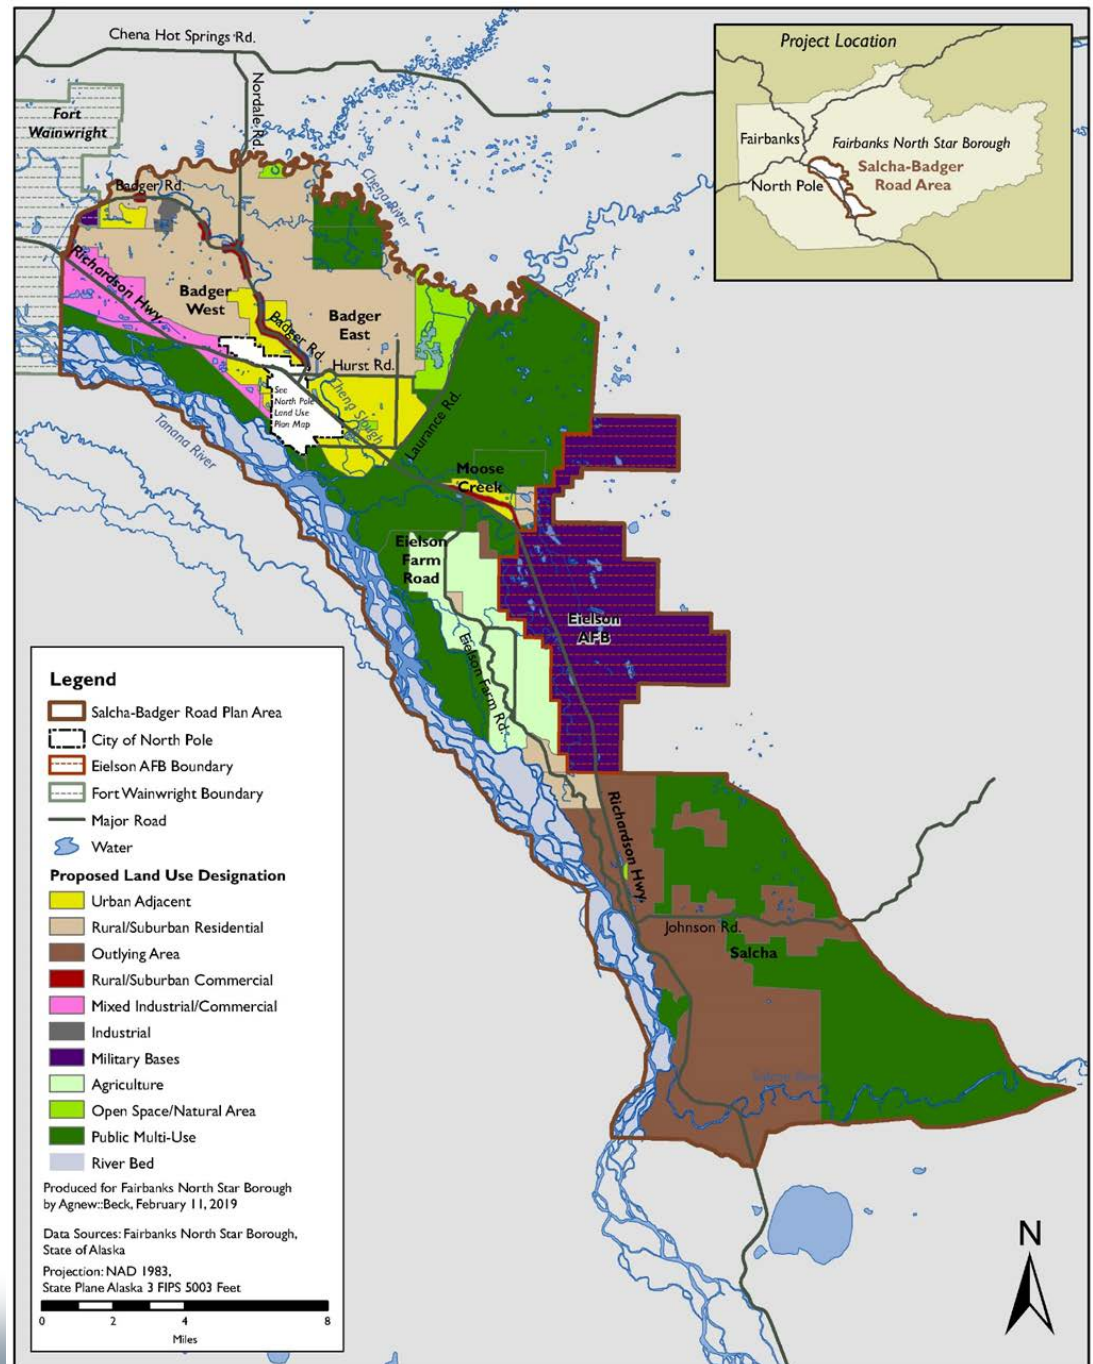 Chena Hot Springs Rd.
Nordale Rd.
Fort
Wainwright
Badger Rd.
Chena River
Richardson Hwy.
Badger
West
Badger Rd.
Badger
East
Hurst Rd.
See
North Pole
Land Use
Plan Map
Chena Slough
Laurance Rd.
Tanana River
Moose
Creek
Eielson
Farm
Road
Eielson
AFB
Eielson Farm Rd.
Richardson Hwy.
Johnson Rd.
Salcha
Project Location
Fairbanks
Fairbanks North Star Borough
North Pole
Salcha-Badger
Road Area
Legend
Salcha-Badger Road Plan Area
City of North Pole
Eielson AFB Boundary
Fort Wainwright Boundary
Major Road
Water
Proposed Land Use Designation
Urban Adjacent
Rural/Suburban Residential
Outlying Area
Rural/Suburban Commercial
Mixed Industrial/Commercial
Industrial
Military Bases
Agriculture
Open Space/Natural Area
Public Multi-Use
River Bed
Produced for Fairbanks North Star Borough
by Agnew::Beck, February 11, 2019
Data Sources: Fairbanks North Star Borough,
State of Alaska
Projection: NAD 1983,
State Plane Alaska 3 FIPS 5003 Feet
0 2 4 8
Miles
N